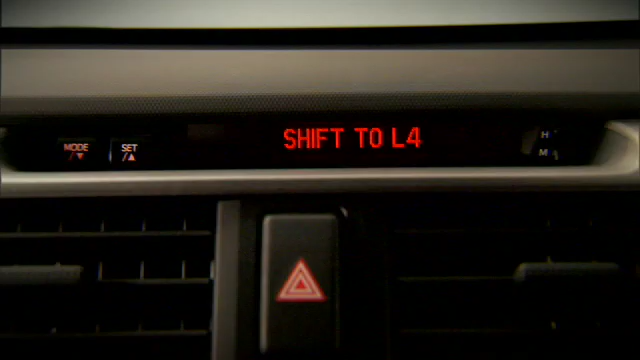 MODE
/▼
SET
/▲
SHIFT TO L4
H
M